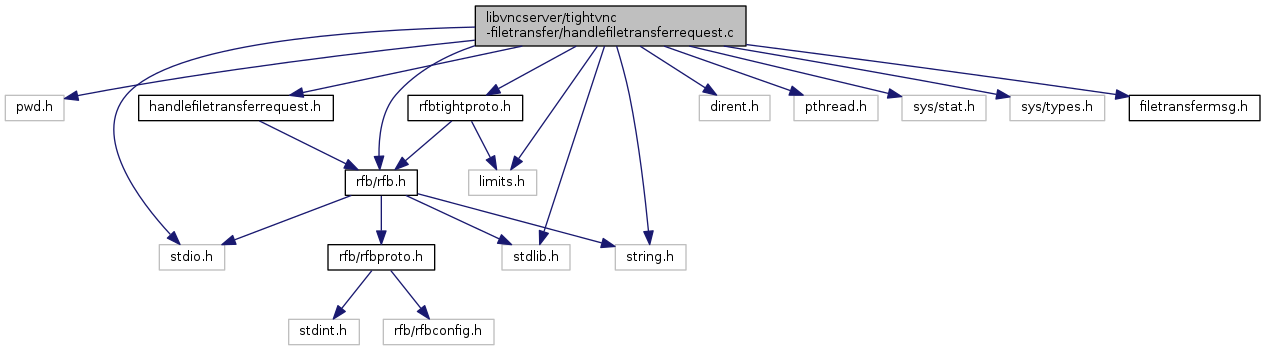 libvncserver/tightvnc
-filetransfer/handlefiletransferrequest.c
pwd.h
handlefiletransferrequest.h
rfbtightproto.h
dirent.h
pthread.h
sys/stat.h
sys/types.h
filetransfermsg.h
rfb/rfb.h
limits.h
stdio.h
rfb/rfbproto.h
stdlib.h
string.h
stdint.h
rfb/rfbconfig.h